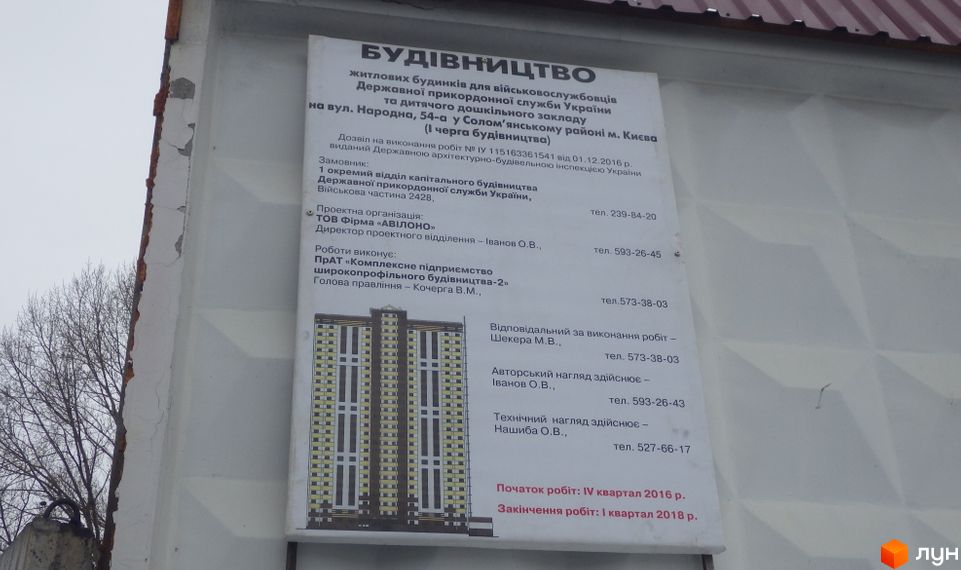 БУДІВНИЦТВО
житлових будинків для військовослужбовців
Державної прикордонної служби України
та дитячого дошкільного закладу
на вул. Народна, 54-а у Солом'янському районі м. Києва
(І черга будівництва)
Дозвіл на виконання робіт № ІУ 115163361541 від 01.12.2016 р.
виданий Державною архітектурно-будівельною інспекцією України
Замовник:
1 окремий відділ капітального будівництва
Державної прикордонної служби України,
Військова частина 2428, тел. 239-84-20
Проектна організація:
ТОВ Фірма «АВІЛОНО»
Директор проектного відділення – Іванов О.В., тел. 593-26-45
Роботи виконує:
ПрАТ «Комплексне підприємство
широкопрофільного будівництва-2»
Голова правління – Кочерга В.М.,
тел.573-38-03
Відповідальний за виконання робіт –
Шекера М.В.,
тел. 573-38-03
Авторський нагляд здійснює –
Іванов О.В.,
тел. 593-26-43
Технічний нагляд здійснює –
Нашиба О.В.,
тел. 527-66-17
Початок робіт: IV квартал 2016 р.
Закінчення робіт: І квартал 2018 р.
лун